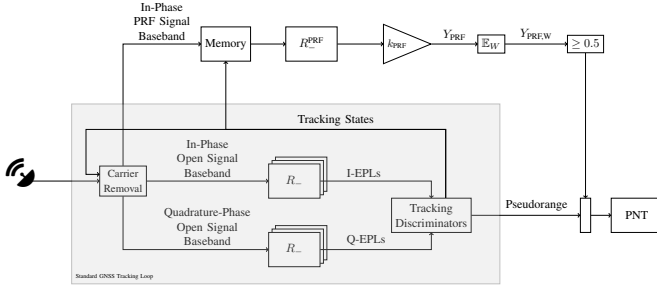 In-Phase
PRF Signal
Baseband
Memory
R_^PRF
k_PRF
Y_PRF
𝔼_W
Y_PRF,W
≥ 0.5
Tracking States
In-Phase
Open Signal
Baseband
R_
I-EPLs
Carrier
Removal
Quadrature-Phase
Open Signal
Baseband
R_
Q-EPLs
Tracking
Discriminators
Pseudorange
PNT
Standard GNSS Tracking Loop